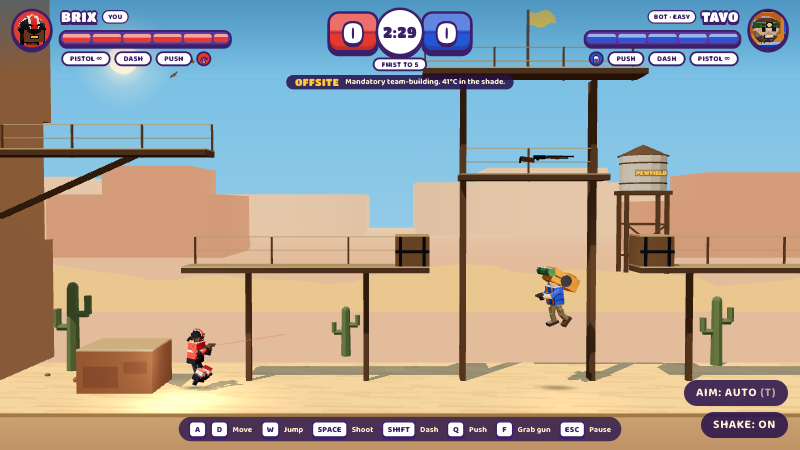 BRIX YOU
PISTOL ∞ DASH PUSH
0 2:29 0
FIRST TO 5
BOT · EASY TAVO
PUSH DASH PISTOL ∞
OFFSITE Mandatory team-building. 41°C in the shade.
PEWFIELD
AIM: AUTO (T)
SHAKE: ON
A D Move W Jump SPACE Shoot SHIFT Dash Q Push F Grab gun ESC Pause